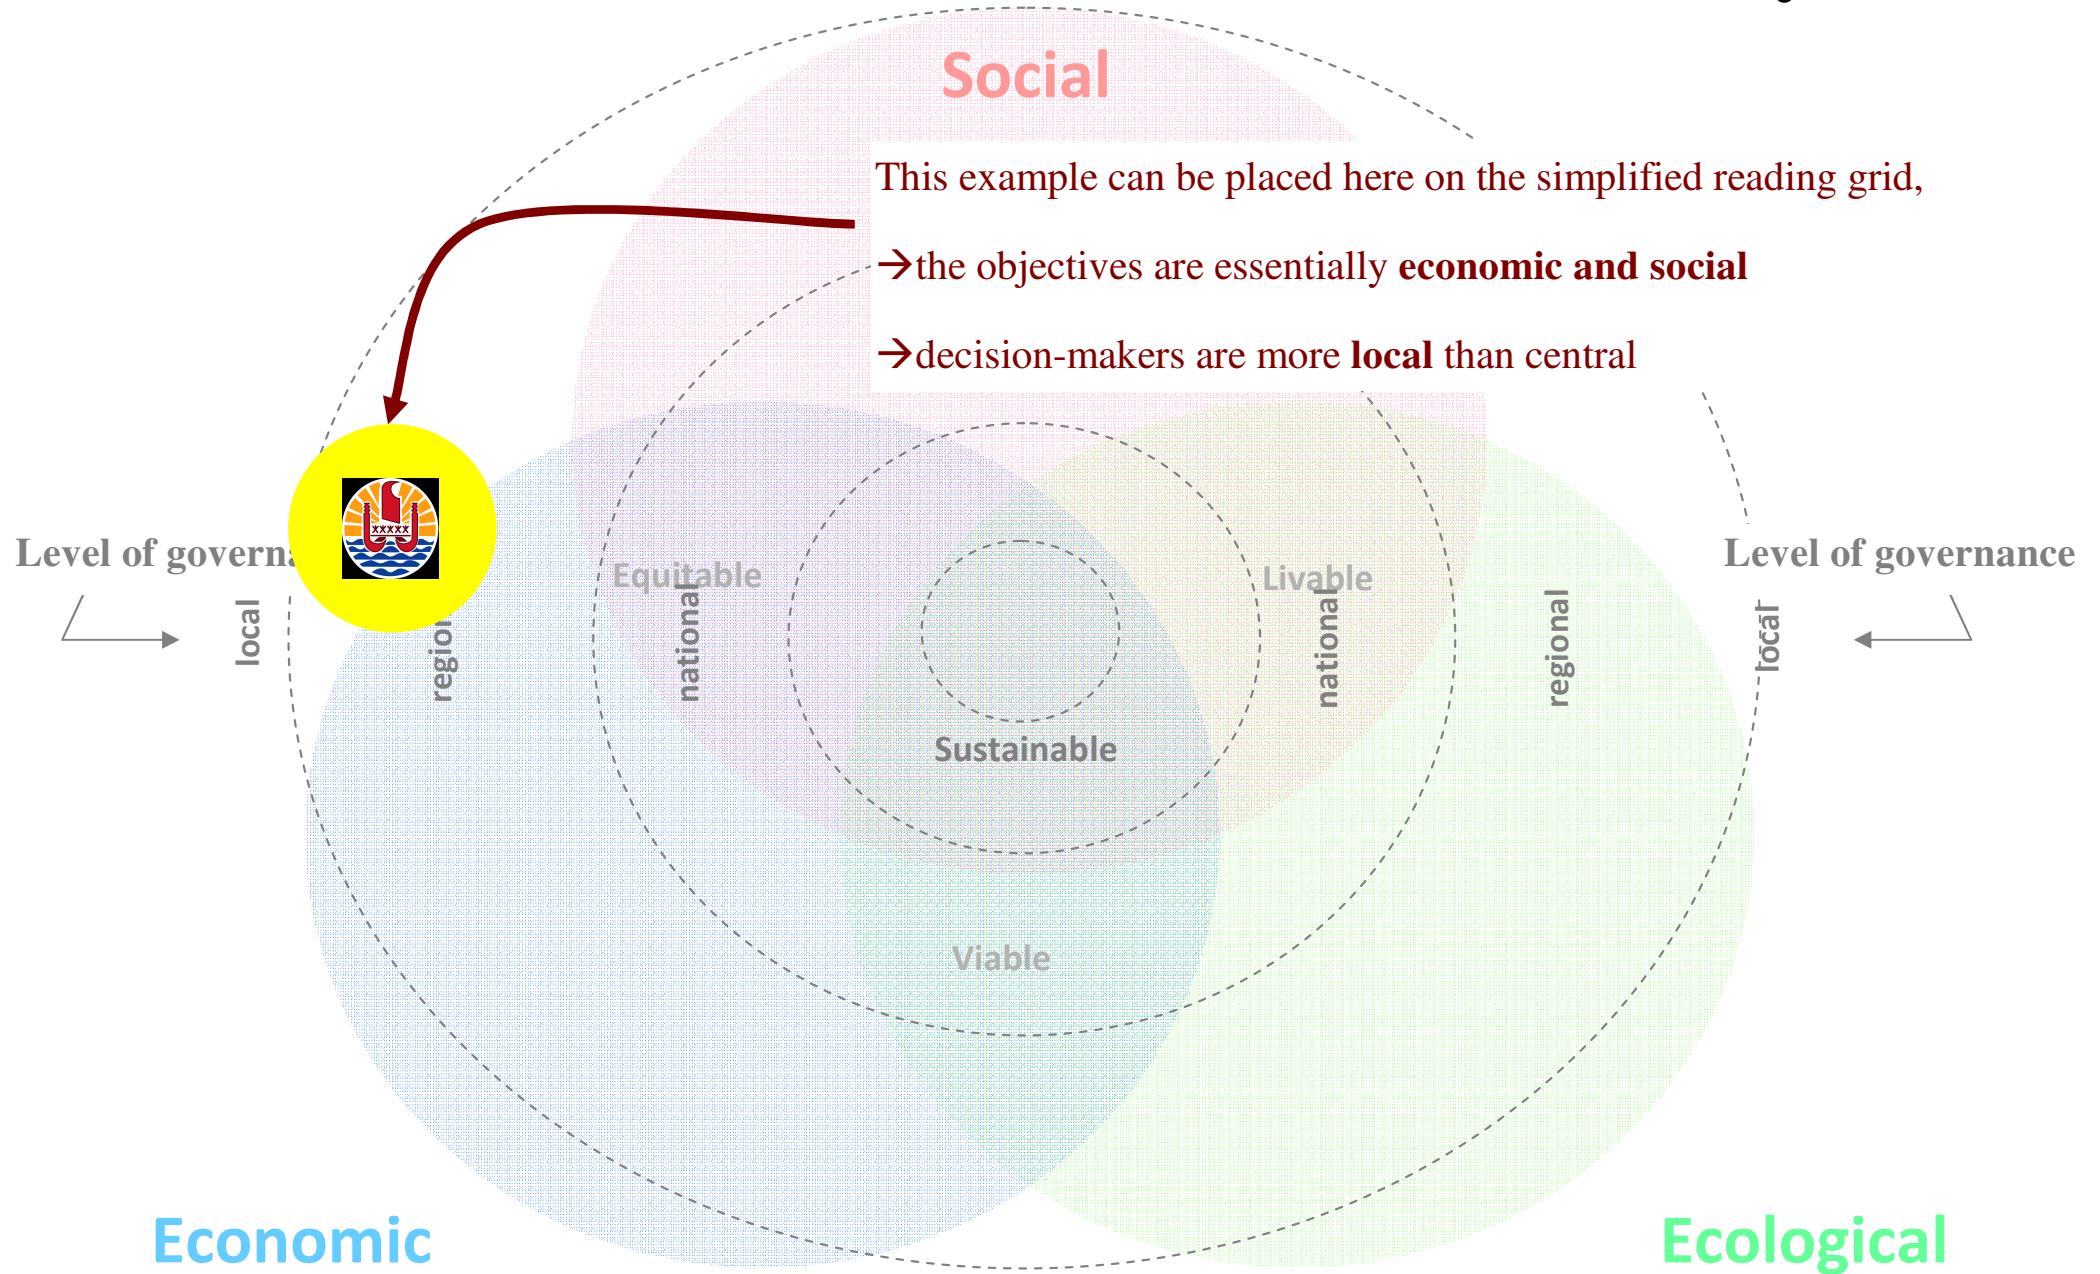 Social
This example can be placed here on the simplified reading grid,
→the objectives are essentially economic and social
→decision-makers are more local than central
Level of governa
Level of governance
Equitable
Livable
local
region
national
national
regional
local
Sustainable
Viable
Economic
Ecological